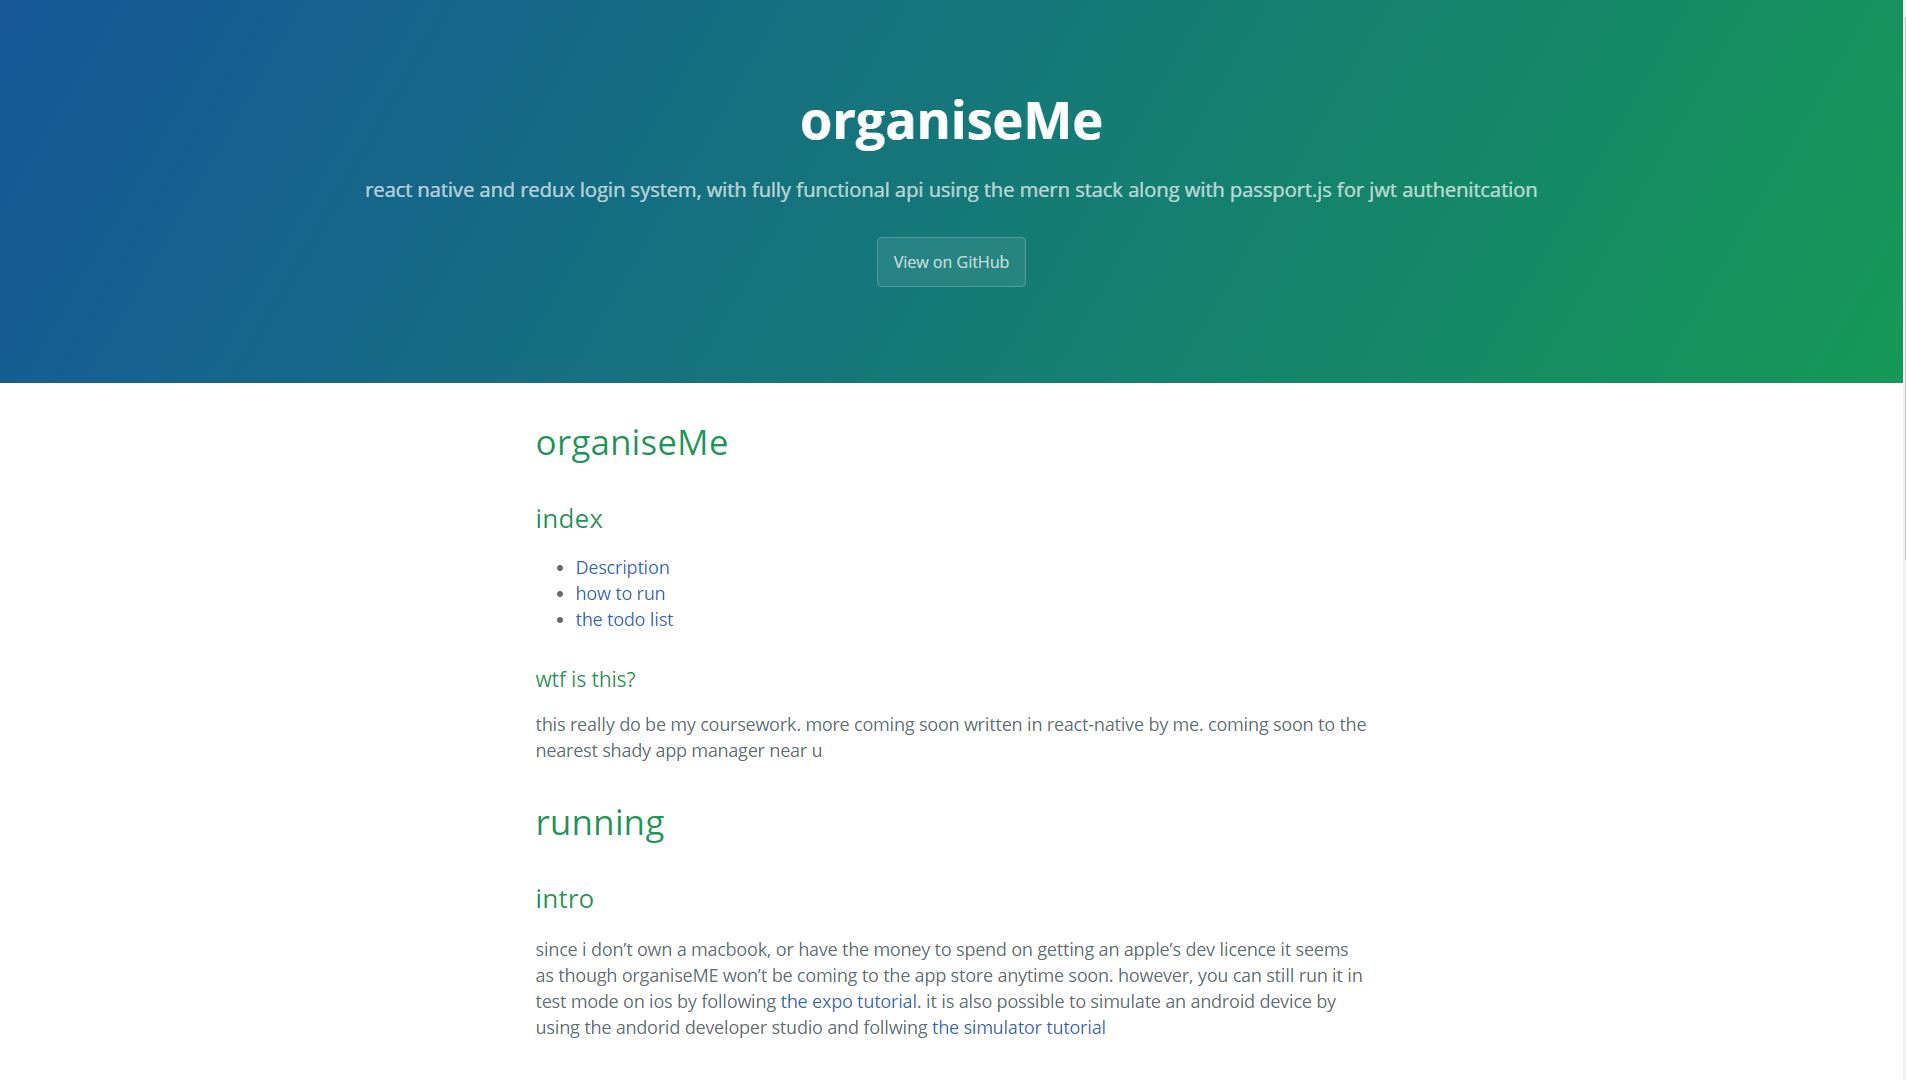 organiseMe
react native and redux login system, with fully functional api using the mern stack along with passport.js for jwt authenitcation
View on GitHub
organiseMe
index
Description
how to run
the todo list
wtf is this?
this really do be my coursework. more coming soon written in react-native by me. coming soon to the
nearest shady app manager near u
running
intro
since i don’t own a macbook, or have the money to spend on getting an apple’s dev licence it seems
as though organiseME won’t be coming to the app store anytime soon. however, you can still run it in
test mode on ios by following the expo tutorial. it is also possible to simulate an android device by
using the andorid developer studio and follwing the simulator tutorial